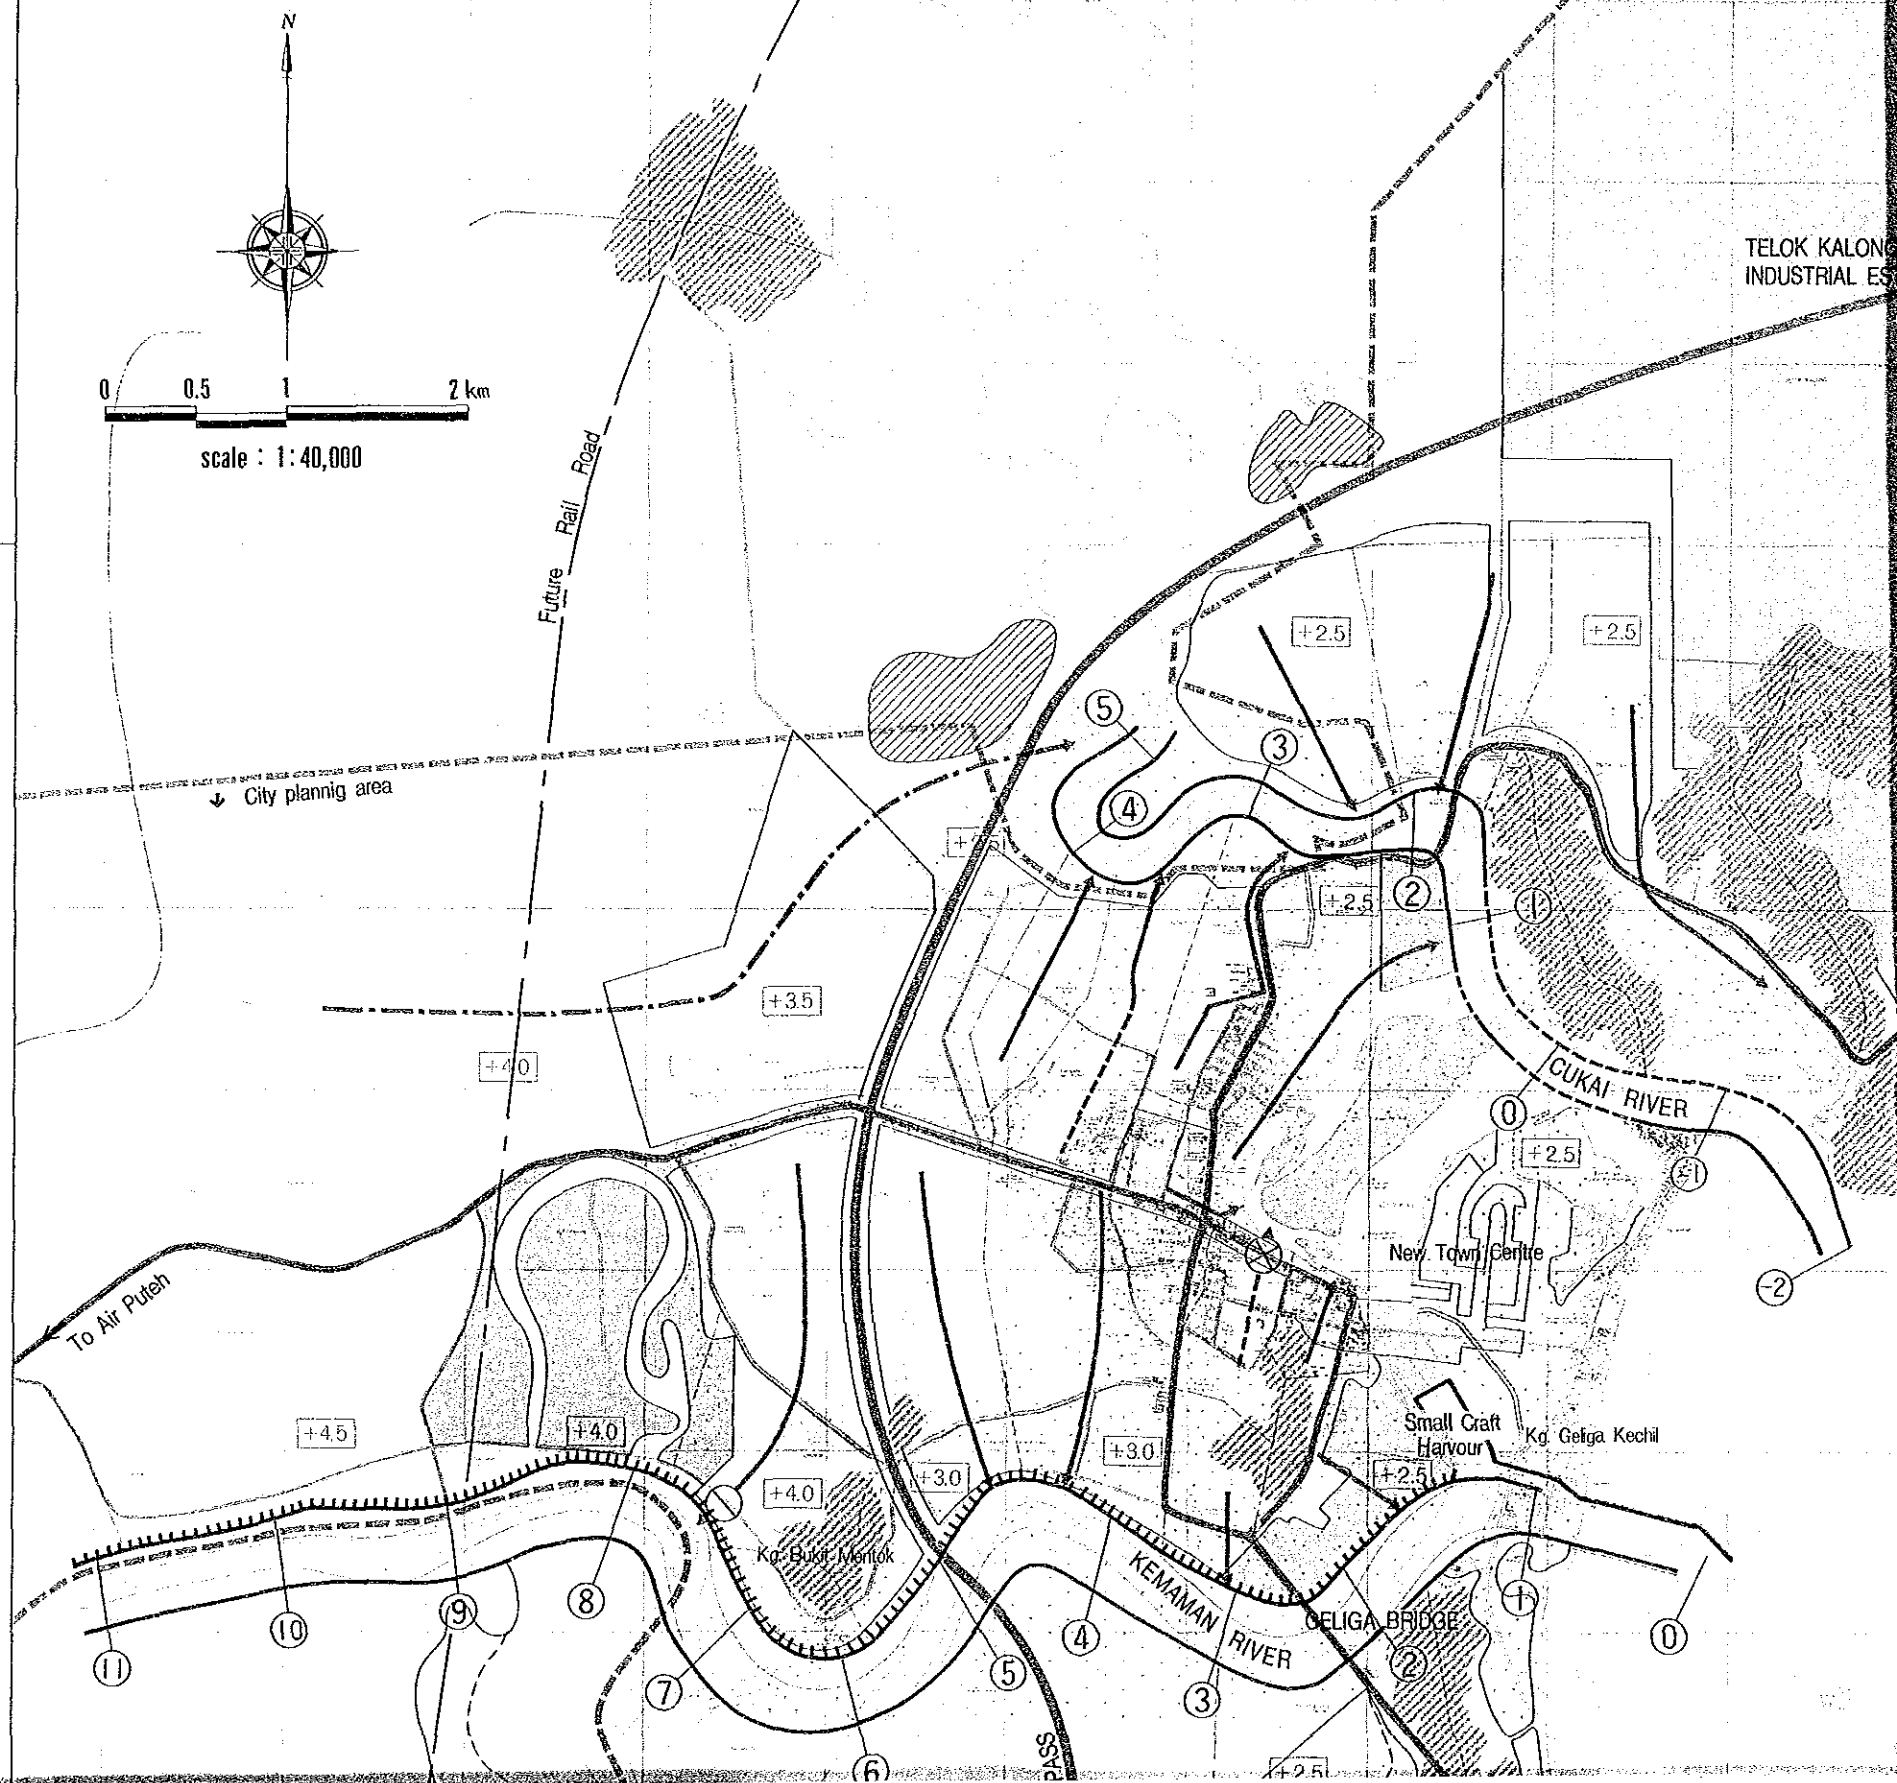 N
0 0.5 1 2 km
scale : 1:40,000
TELOK KALONG
INDUSTRIAL ES
Future Rail Road
+2.5
+2.5
5
3
City plannig area
4
2
+2.5
1
+3.5
+4.0
CUKAI RIVER
0
+2.5
-1
New Town Centre
-2
To Air Puteh
+4.5
+4.0
Small Craft
Harvour
Kg. Geliga Kechil
+3.0
+3.0
+2.5
+4.0
Kg. Bukit Mentok
KEMAMAN RIVER
GELIGA BRIDGE
11
10
9
8
7
6
5
4
3
2
1
0
PASS
+2.5